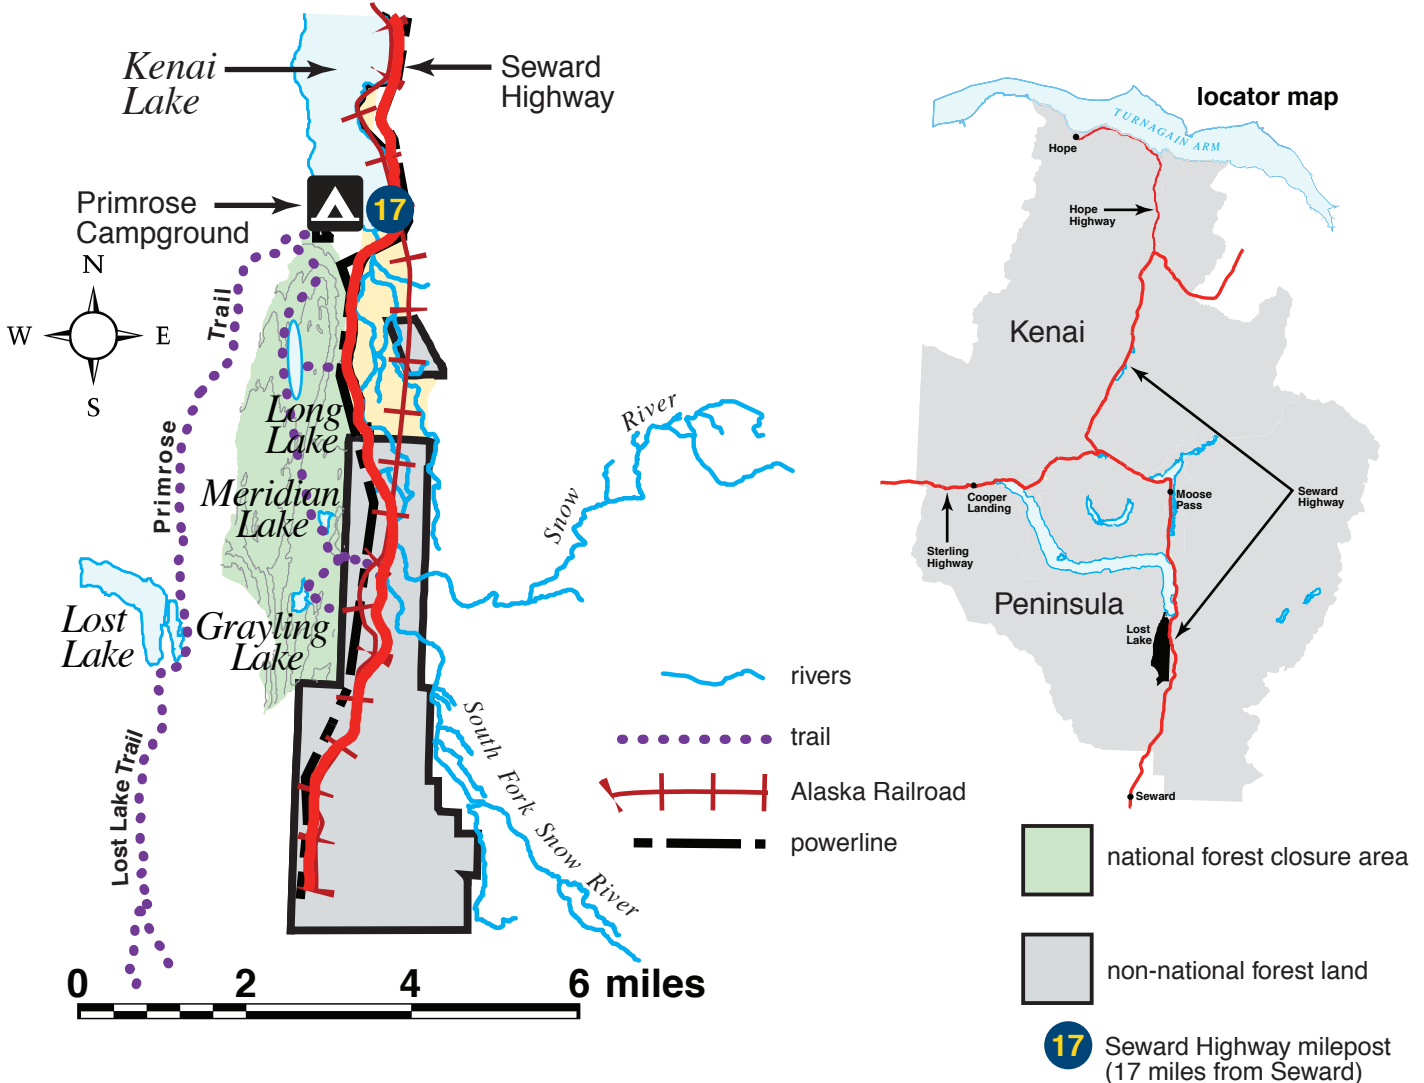 Kenai
Lake
Seward
Highway
Primrose
Campground
17
N
W
E
S
Trail
Primrose
Long
Lake
Meridian
Lake
Lost
Lake
Grayling
Lake
Lost Lake Trail
Snow
River
South Fork Snow River
rivers
trail
Alaska Railroad
powerline
0
2
4
6 miles
locator map
TURNAGAIN ARM
Hope
Hope
Highway
Kenai
Cooper
Landing
Moose
Pass
Seward
Highway
Sterling
Highway
Peninsula
Lost
Lake
Seward
national forest closure area
non-national forest land
17
Seward Highway milepost
(17 miles from Seward)